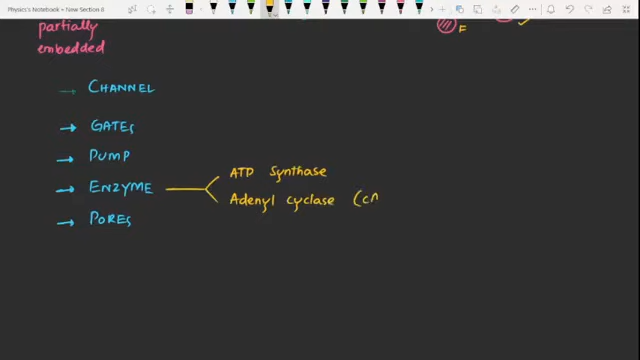 Physics's Notebook » New Section 6
partially
embedded
F
→ CHANNEL
→ GATES
→ PUMP
ATP Synthase
→ ENZYME
Adenyl cyclase (cA
→ PORES